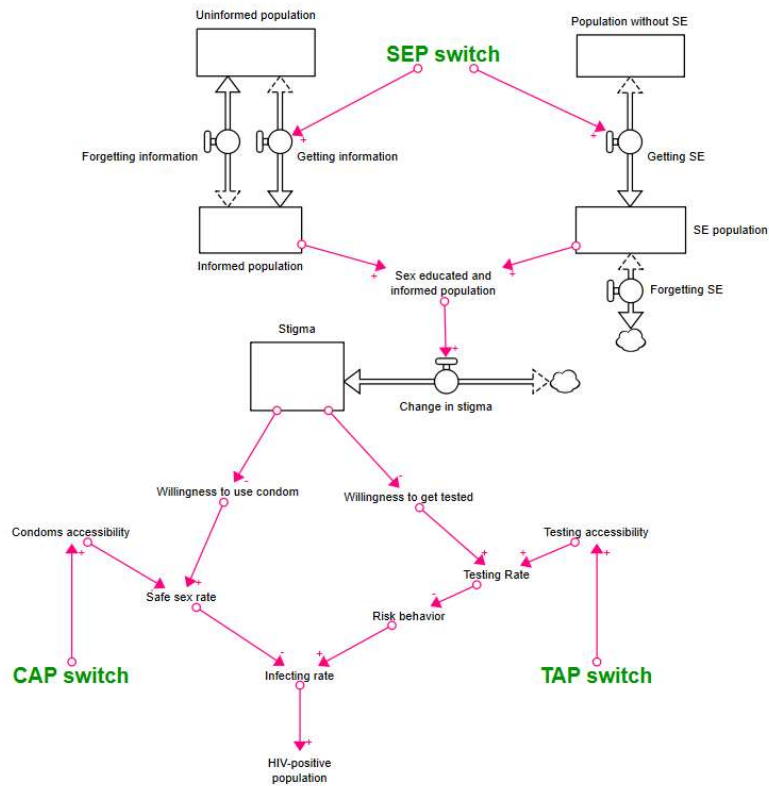 Uninformed population
Population without SE
SEP switch
+
+
Forgetting information
Getting information
Getting SE
Informed population
SE population
+
Sex educated and
informed population
+
Forgetting SE
Stigma
+
Change in stigma
-
-
Willingness to use condom
Willingness to get tested
Condoms accessibility
Testing accessibility
+
+
+
+
+
Safe sex rate
Testing Rate
-
Risk behavior
-
+
CAP switch
Infecting rate
TAP switch
+
HIV-positive
population